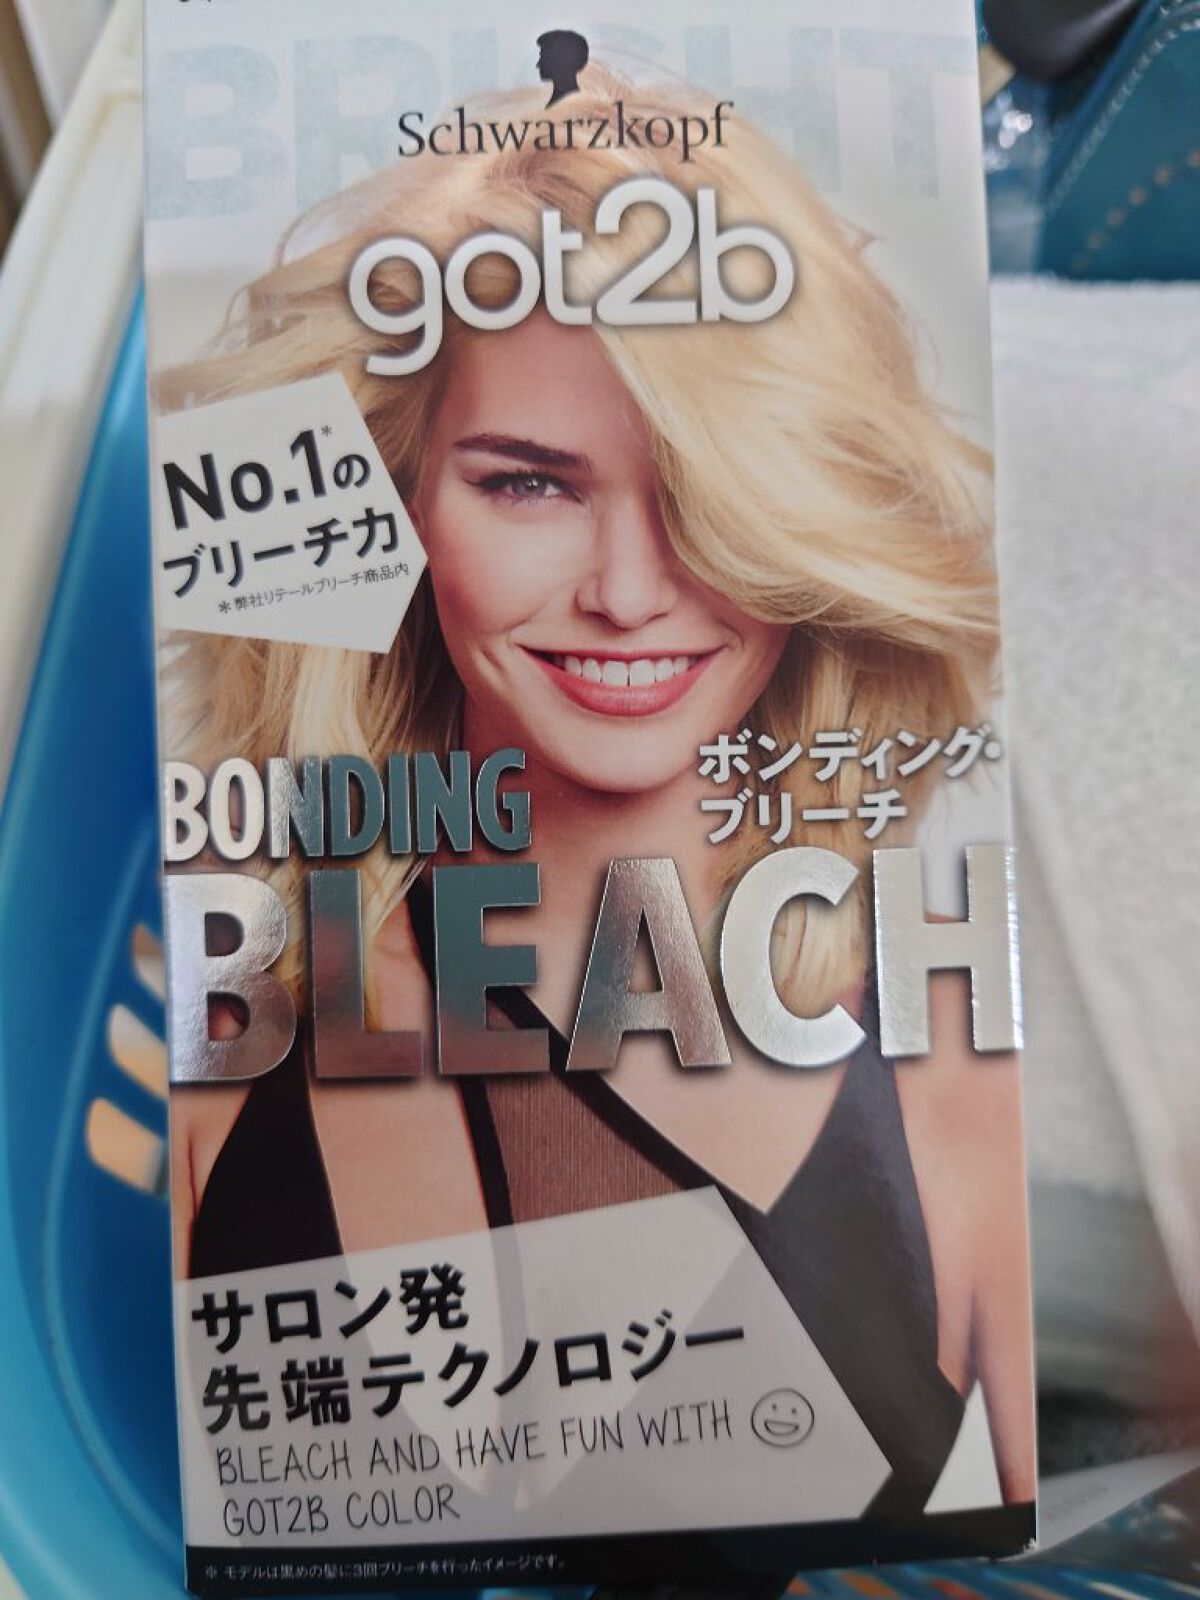 BRIGHT
Schwarzkopf
got2b
No.1*の
ブリーチ力
*弊社リテールブリーチ商品内
BONDING
ボンディング・
ブリーチ
BLEACH
サロン発
先端テクノロジー
BLEACH AND HAVE FUN WITH
GOT2B COLOR
※ モデルは黒めの髪に3回ブリーチを行ったイメージです。